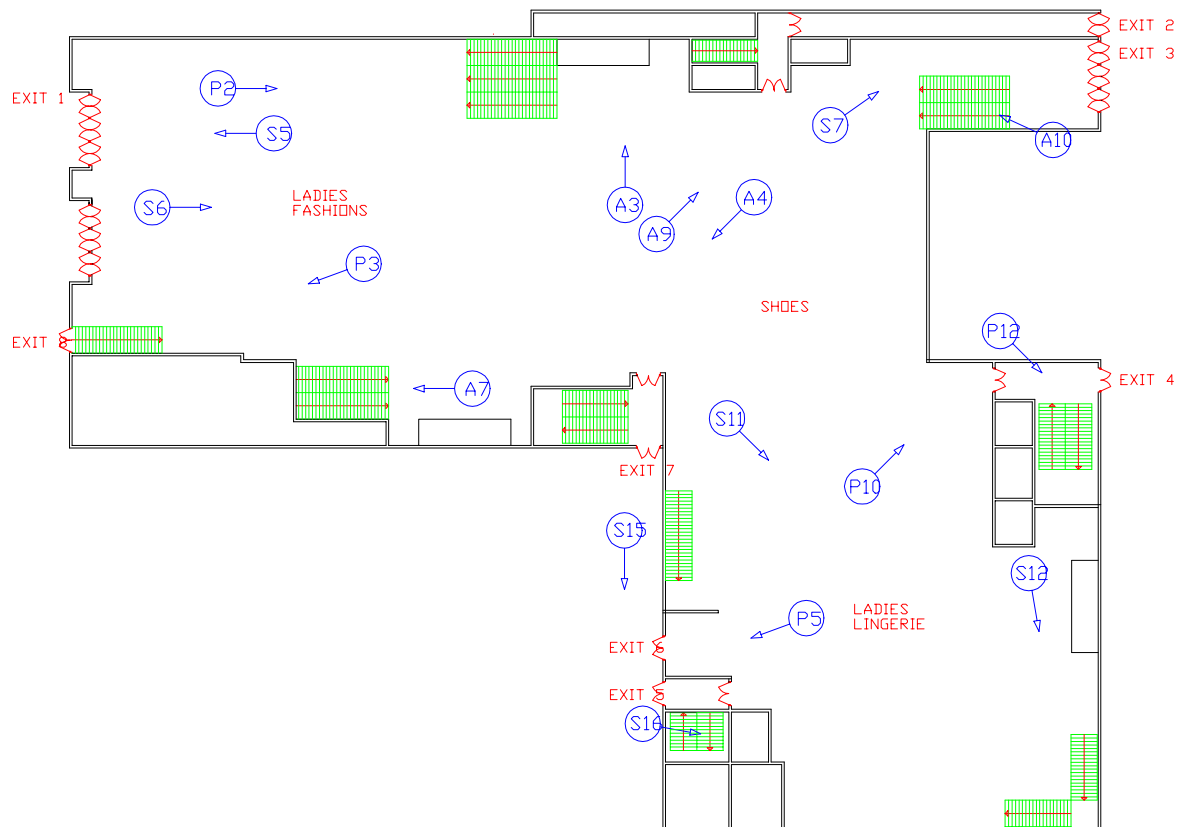 EXIT 2
EXIT 3
EXIT 1
P2
S5
S7
A10
S6
LADIES
FASHIONS
A3
A9
A4
P3
SHOES
P12
EXIT 8
EXIT 4
A7
S11
EXIT 7
P10
S15
S12
P5
LADIES
LINGERIE
EXIT 6
EXIT 5
S16